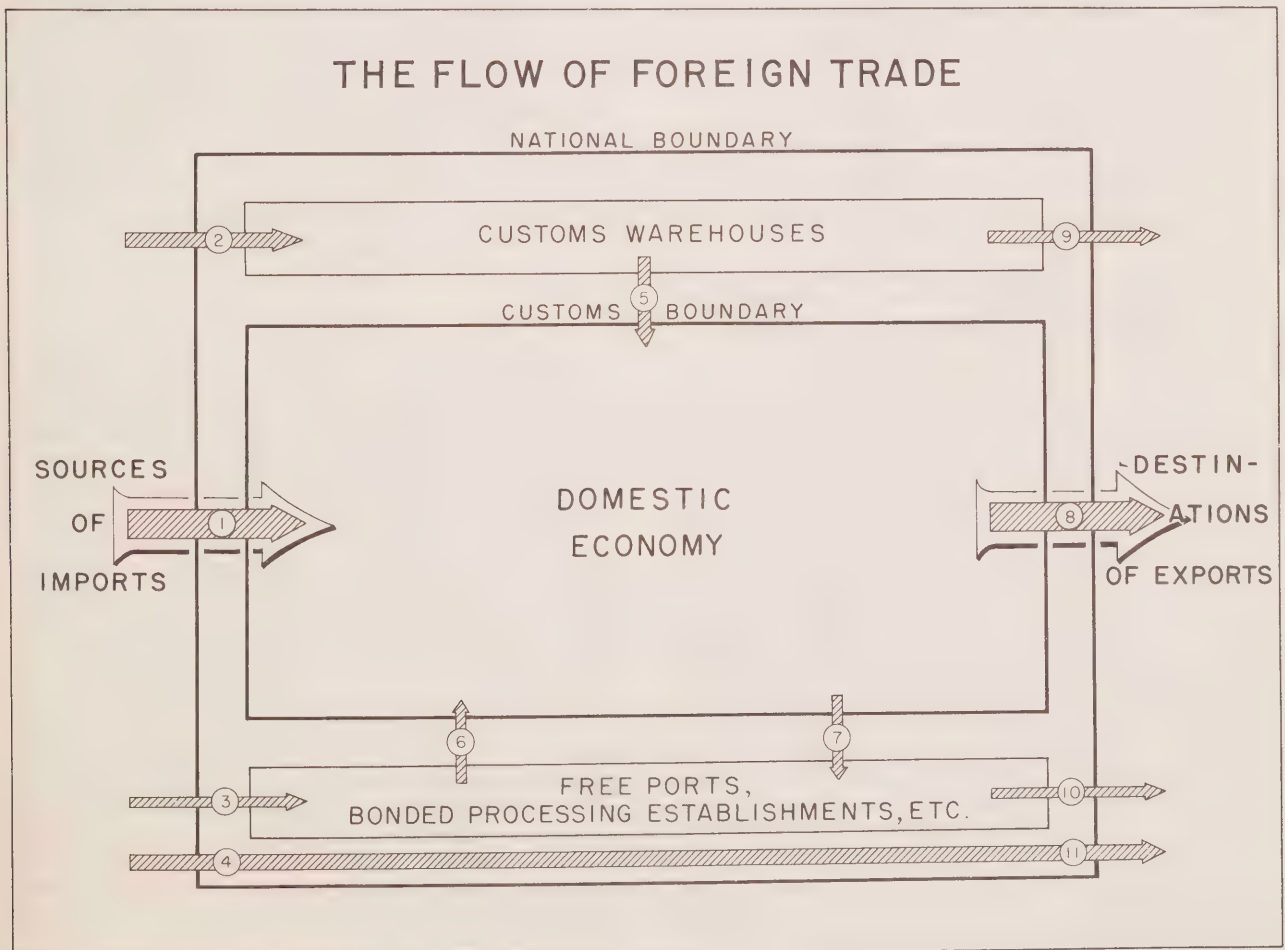 THE FLOW OF FOREIGN TRADE
NATIONAL BOUNDARY
2
CUSTOMS WAREHOUSES
9
5
CUSTOMS BOUNDARY
SOURCES
OF
IMPORTS
1
DOMESTIC
ECONOMY
8
DESTIN-
ATIONS
OF EXPORTS
6
7
3
FREE PORTS,
BONDED PROCESSING ESTABLISHMENTS, ETC.
10
4
11